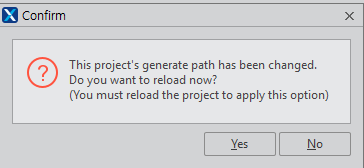 Confirm
This project's generate path has been changed.
Do you want to reload now?
(You must reload the project to apply this option)
Yes
No